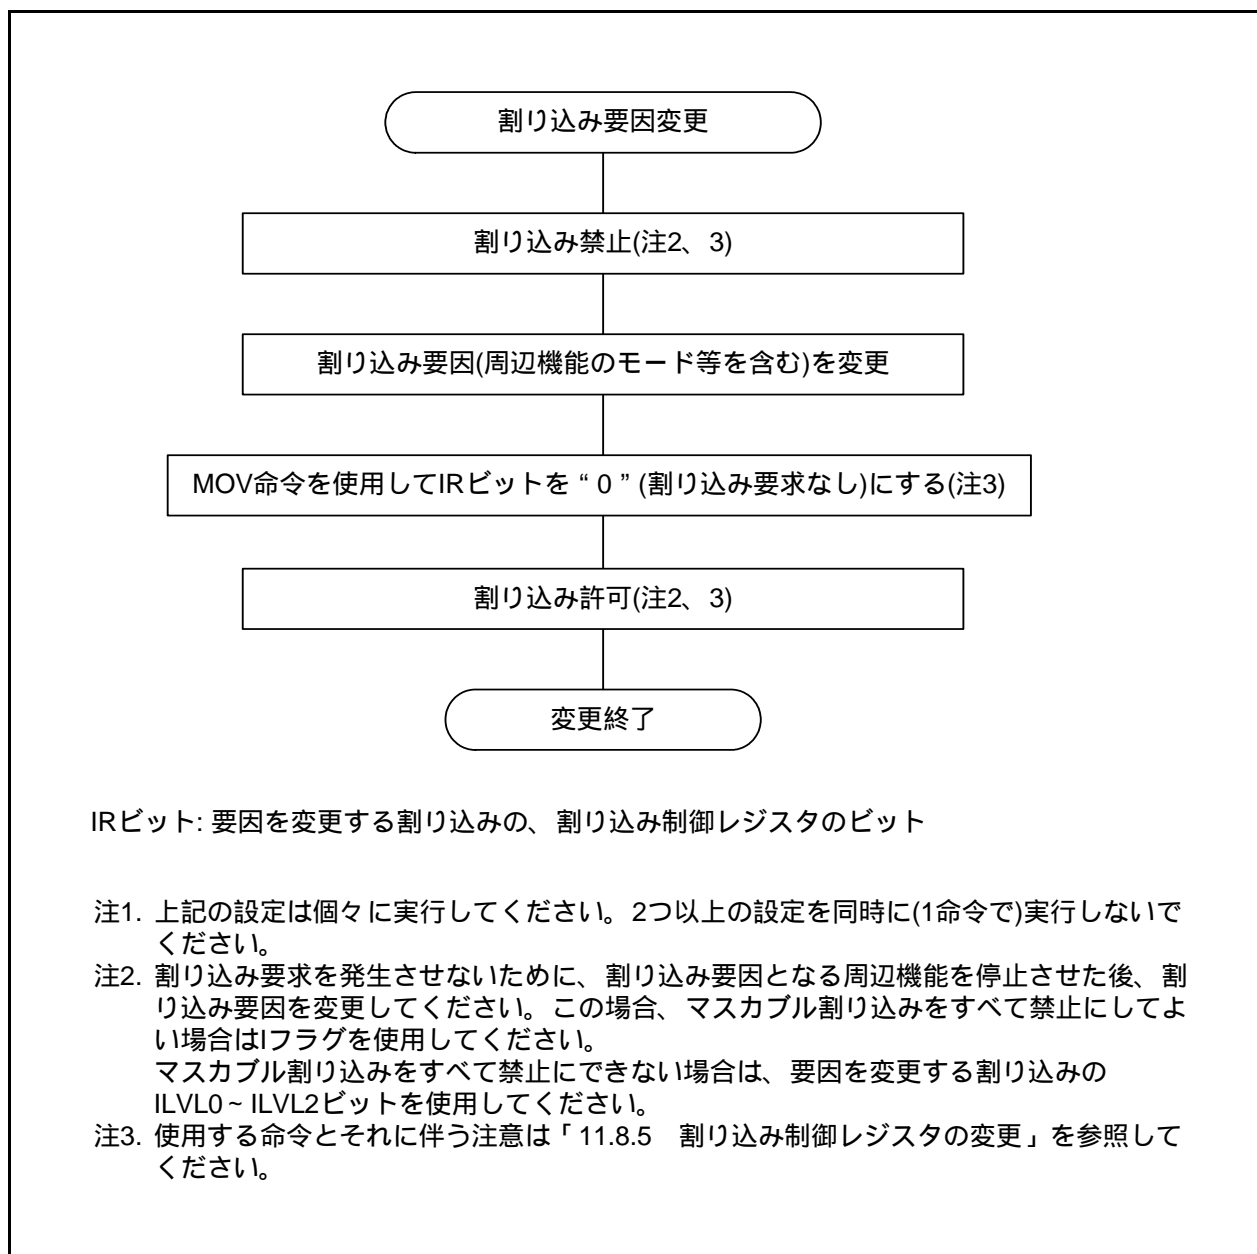 割り込み要因変更
割り込み禁止(注2、3)
割り込み要因(周辺機能のモード等を含む)を変更
MOV命令を使用してIRビットを“0”(割り込み要求なし)にする(注3)
割り込み許可(注2、3)
変更終了
IRビット: 要因を変更する割り込みの、割り込み制御レジスタのビット
注1. 上記の設定は個々に実行してください。2つ以上の設定を同時に(1命令で)実行しないで
ください。
注2. 割り込み要求を発生させないために、割り込み要因となる周辺機能を停止させた後、割
り込み要因を変更してください。この場合、マスカブル割り込みをすべて禁止にしてよ
い場合はIフラグを使用してください。
マスカブル割り込みをすべて禁止にできない場合は、要因を変更する割り込みの
ILVL0~ILVL2ビットを使用してください。
注3. 使用する命令とそれに伴う注意は「11.8.5 割り込み制御レジスタの変更」を参照して
ください。